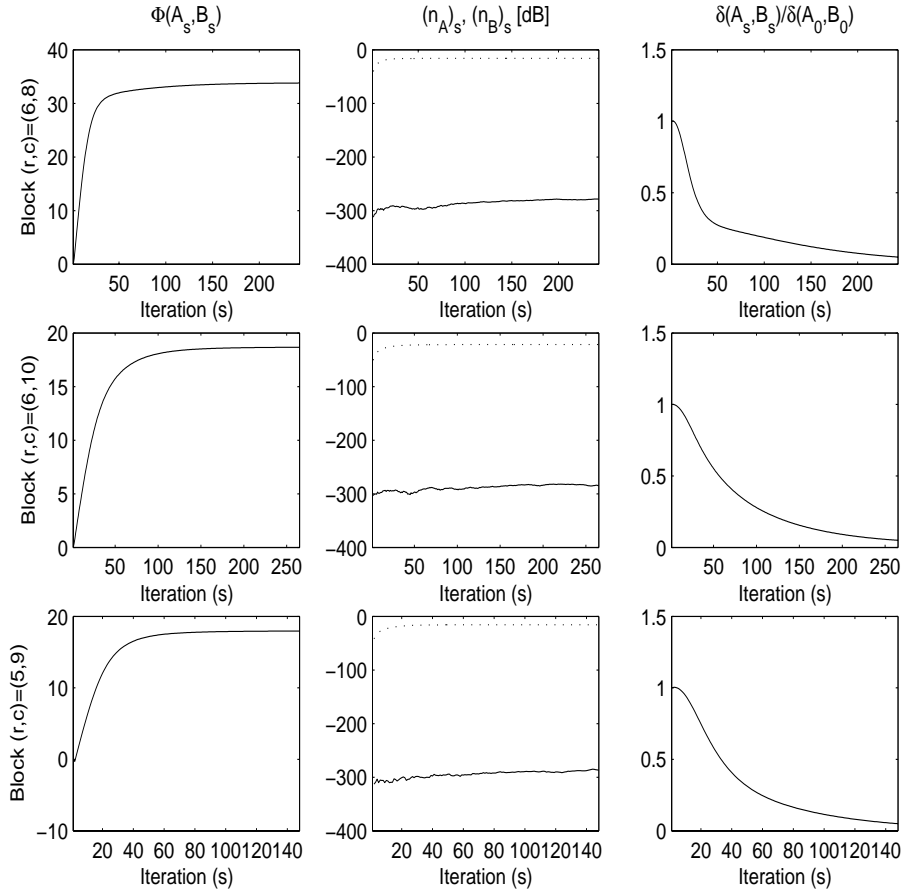 Φ(A_s,B_s)
(n_A)_s, (n_B)_s [dB]
δ(A_s,B_s)/δ(A_0,B_0)
Block (r,c)=(6,8)
40
30
20
10
0
50 100 150 200
Iteration (s)
0
−100
−200
−300
−400
50 100 150 200
Iteration (s)
1.5
1
0.5
0
50 100 150 200
Iteration (s)
Block (r,c)=(6,10)
20
15
10
5
0
50 100 150 200 250
Iteration (s)
0
−100
−200
−300
−400
50 100 150 200 250
Iteration (s)
1.5
1
0.5
0
50 100 150 200 250
Iteration (s)
Block (r,c)=(5,9)
20
10
0
−10
20 40 60 80 100120140
Iteration (s)
0
−100
−200
−300
−400
20 40 60 80 100120140
Iteration (s)
1.5
1
0.5
0
20 40 60 80 100120140
Iteration (s)